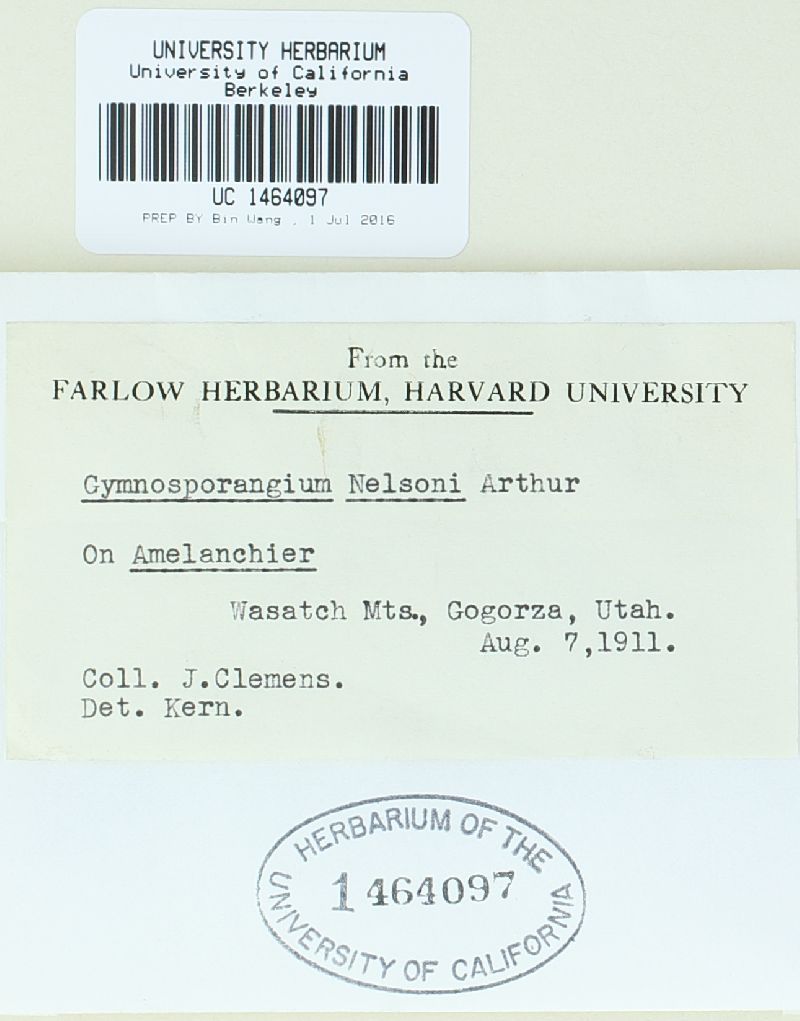 UNIVERSITY HERBARIUM
University of California
Berkeley
UC 1464097
PREP BY Bin Wang , 1 Jul 2016
From the
FARLOW HERBARIUM, HARVARD UNIVERSITY
Gymnosporangium Nelsoni Arthur
On Amelanchier
Wasatch Mts., Gogorza, Utah.
Aug. 7,1911.
Coll. J.Clemens.
Det. Kern.
HERBARIUM OF THE
1464097
UNIVERSITY OF CALIFORNIA